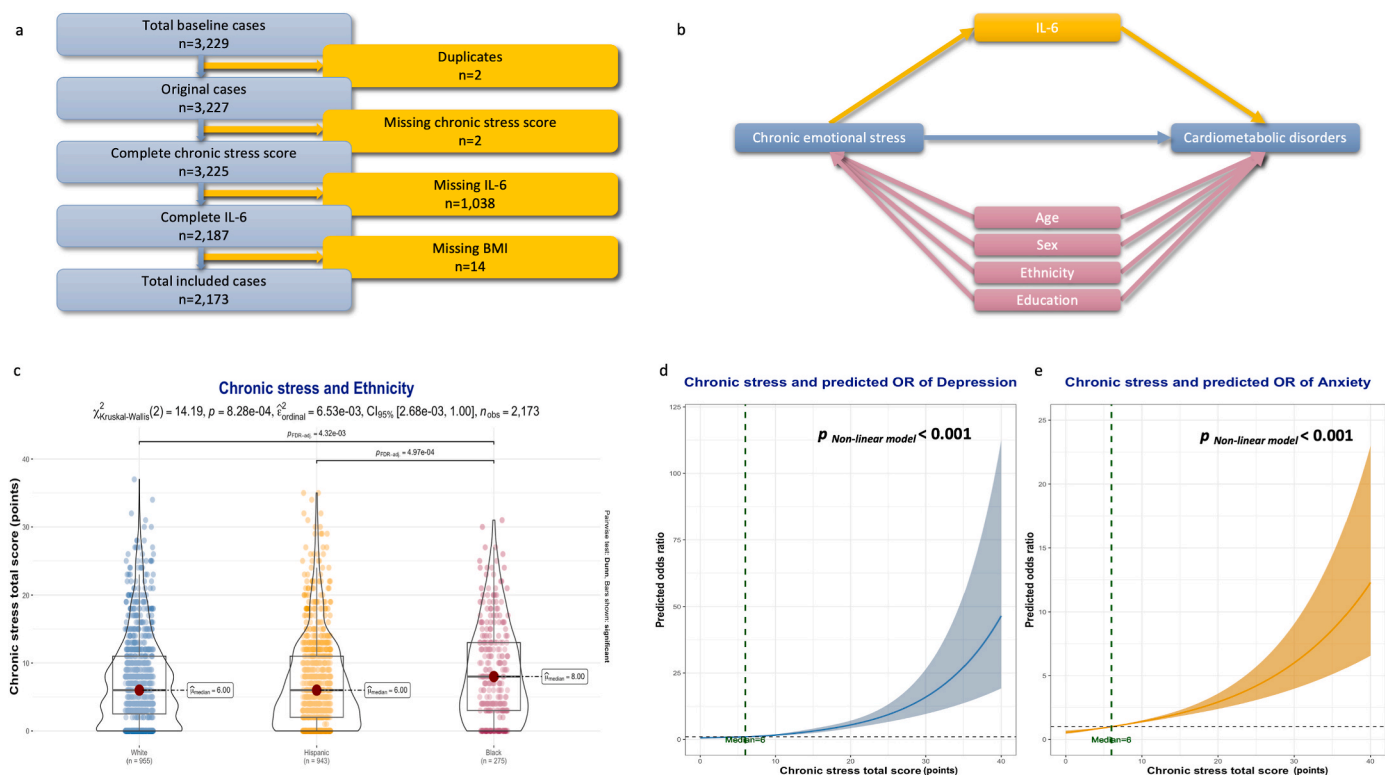 a
Total baseline cases
n=3,229
Duplicates
n=2
Original cases
n=3,227
Missing chronic stress score
n=2
Complete chronic stress score
n=3,225
Missing IL-6
n=1,038
Complete IL-6
n=2,187
Missing BMI
n=14
Total included cases
n=2,173
b
IL-6
Chronic emotional stress
Cardiometabolic disorders
Age
Sex
Ethnicity
Education
c
Chronic stress and Ethnicity
χ²Kruskal-Wallis(2) = 14.19, p = 8.28e-04, ε̂²ordinal = 6.53e-03, CI95% [2.68e-03, 1.00], nobs = 2,173
pFDR-adj. = 4.32e-03
pFDR-adj. = 4.97e-04
Chronic stress total score (points)
40
30
20
10
0
μ̂median = 6.00
μ̂median = 6.00
μ̂median = 8.00
White
(n = 955)
Hispanic
(n = 943)
Black
(n = 275)
Pairwise test: Dunn. Bars shown: significant
d
Chronic stress and predicted OR of Depression
p Non-linear model < 0.001
Predicted odds ratio
125
100
75
50
25
0
Median=6
0 10 20 30 40
Chronic stress total score (points)
e
Chronic stress and predicted OR of Anxiety
p Non-linear model < 0.001
Predicted odds ratio
25
20
15
10
5
0
Median=6
0 10 20 30 40
Chronic stress total score (points)